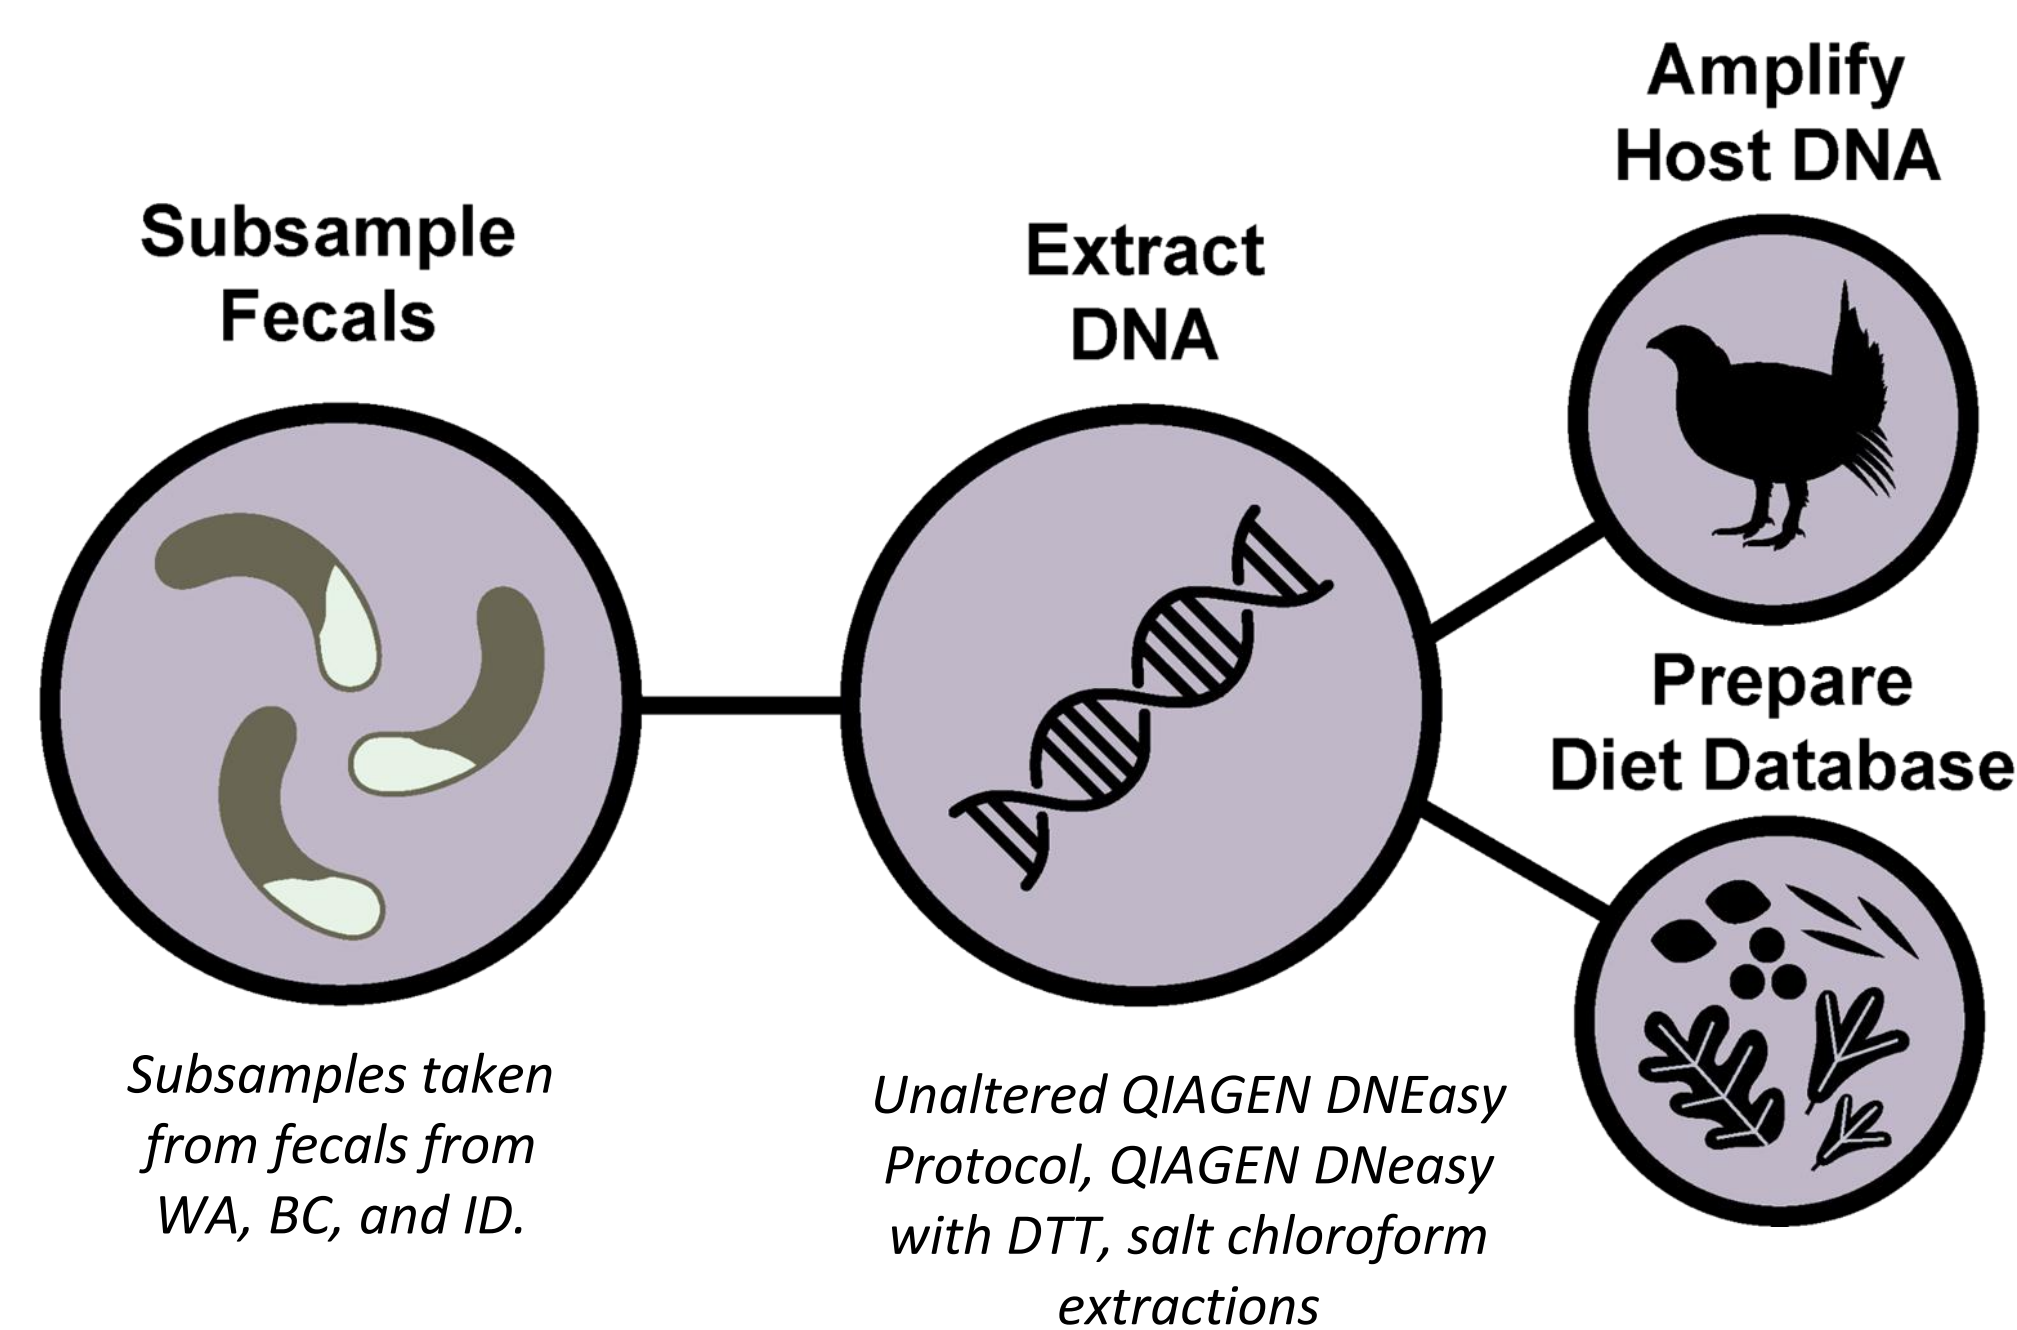 Subsample
Fecals
Subsamples taken
from fecals from
WA, BC, and ID.
Extract
DNA
Unaltered QIAGEN DNEasy
Protocol, QIAGEN DNeasy
with DTT, salt chloroform
extractions
Amplify
Host DNA
Prepare
Diet Database